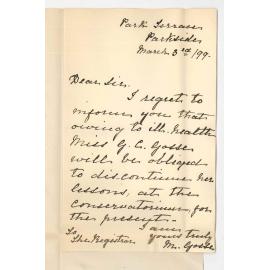 Park Terrace
Parkside
March 3rd /99.
Dear Sir.
I regret to
inform you that
owing to ill. health
Miss G. C. Gosse
will be obliged
to discontinue her
lessons, at the
Conservatorium, for
the present.
I am
To yours truly
The Registrar M. Gosse